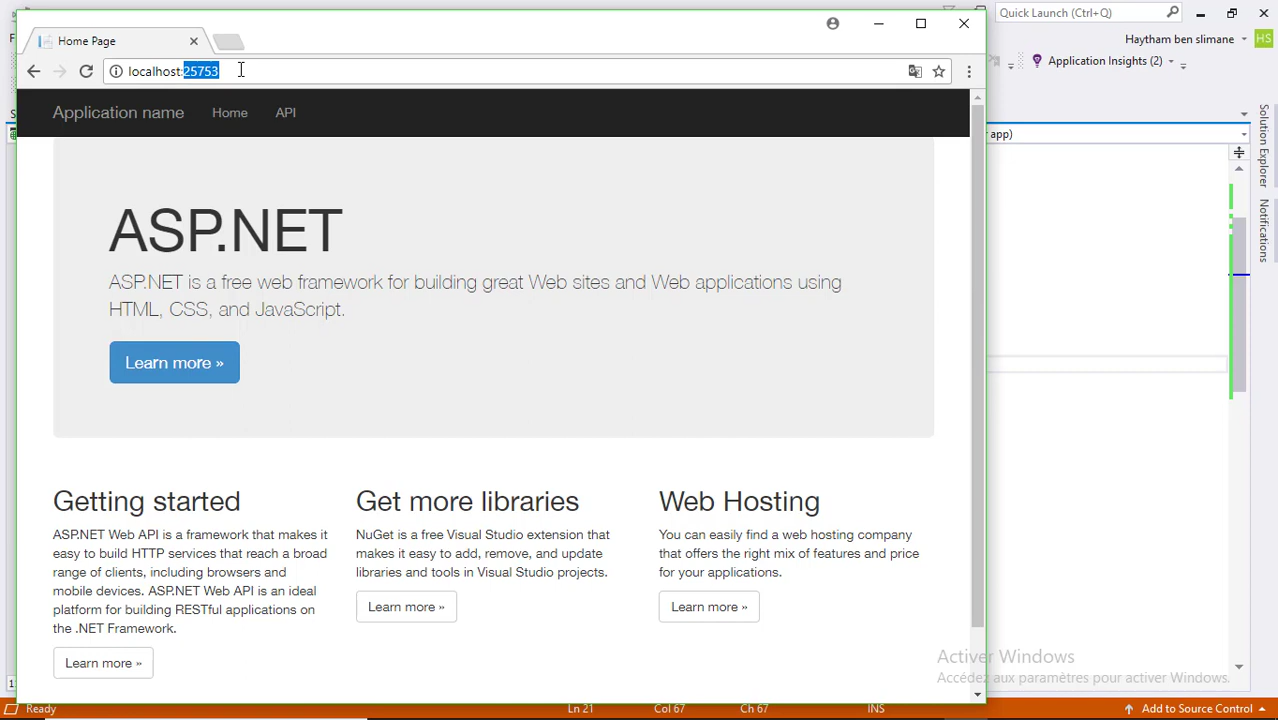 Quick Launch (Ctrl+Q)
Home Page
Haytham ben slimane
HS
localhost:25753
Application Insights (2)
Application name
Home
API
r app)
ASP.NET
ASP.NET is a free web framework for building great Web sites and Web applications using
HTML, CSS, and JavaScript.
Learn more »
Getting started
ASP.NET Web API is a framework that makes it
easy to build HTTP services that reach a broad
range of clients, including browsers and
mobile devices. ASP.NET Web API is an ideal
platform for building RESTful applications on
the .NET Framework.
Learn more »
Get more libraries
NuGet is a free Visual Studio extension that
makes it easy to add, remove, and update
libraries and tools in Visual Studio projects.
Learn more »
Web Hosting
You can easily find a web hosting company
that offers the right mix of features and price
for your applications.
Learn more »
Solution Explorer
Notifications
Activer Windows
Accédez aux paramètres pour activer Windows.
Ready
Ln 21
Col 67
Ch 67
INS
Add to Source Control